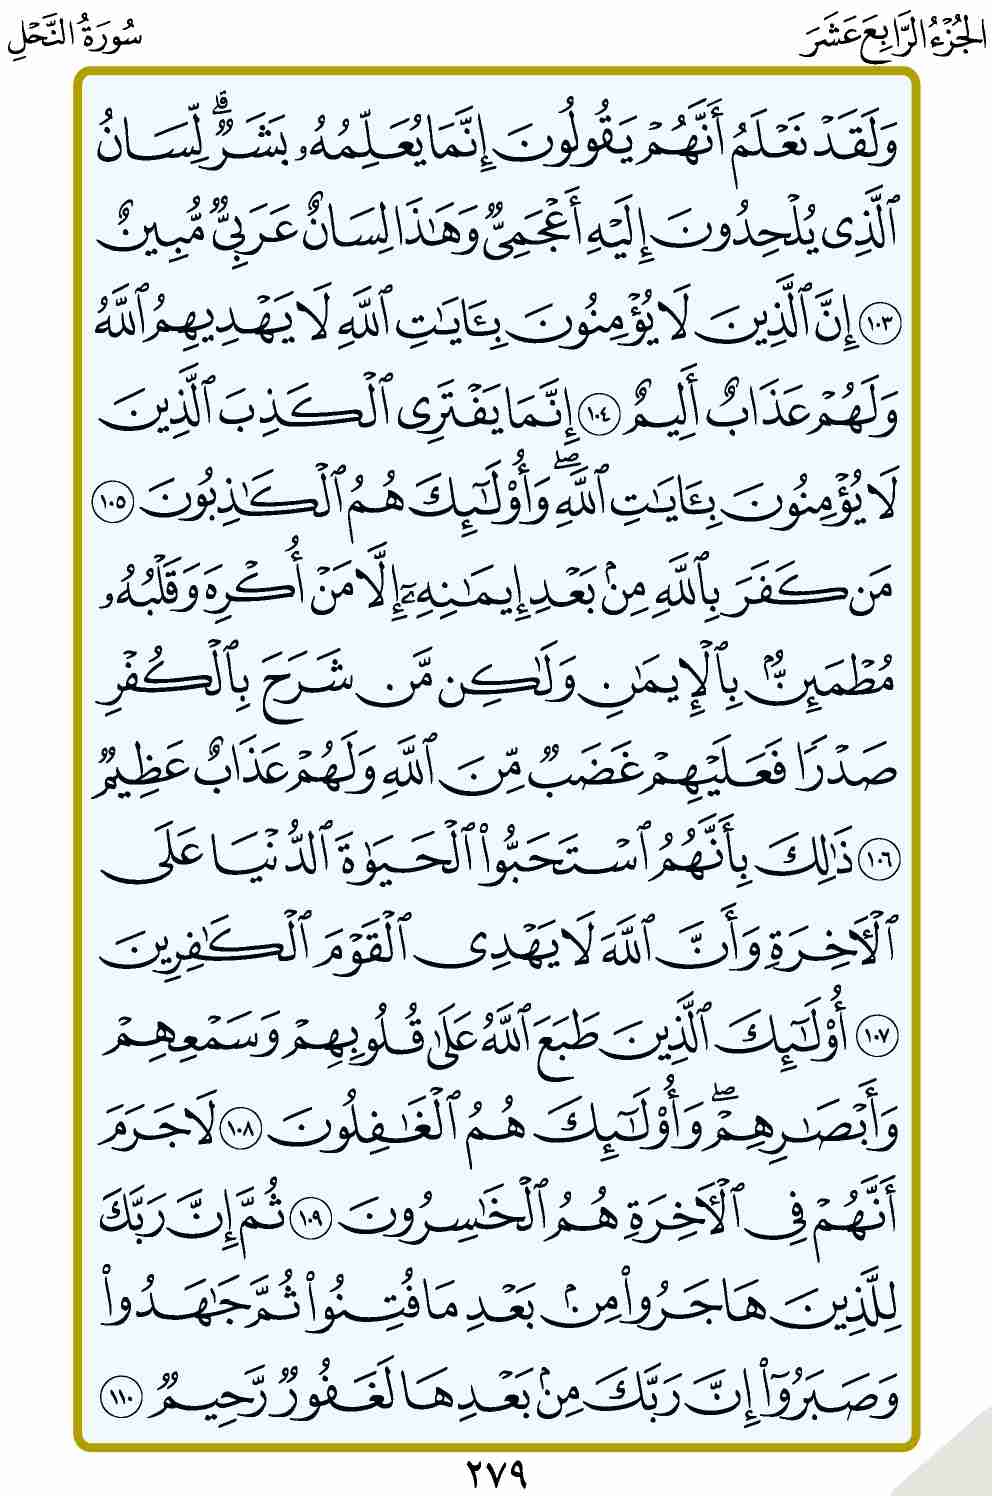 الجُزْءُ الرَّابِعَ عَشَرَ
سُورَةُ النَّحْلِ
وَلَقَدْ نَعْلَمُ أَنَّهُمْ يَقُولُونَ إِنَّمَا يُعَلِّمُهُۥ بَشَرٌۗ لِّسَانُ
ٱلَّذِى يُلْحِدُونَ إِلَيْهِ أَعْجَمِىٌّ وَهَٰذَا لِسَانٌ عَرَبِىٌّ مُّبِينٌ
١٠٣ إِنَّ ٱلَّذِينَ لَا يُؤْمِنُونَ بِـَٔايَٰتِ ٱللَّهِ لَا يَهْدِيهِمُ ٱللَّهُ
وَلَهُمْ عَذَابٌ أَلِيمٌ ١٠٤ إِنَّمَا يَفْتَرِى ٱلْكَذِبَ ٱلَّذِينَ
لَا يُؤْمِنُونَ بِـَٔايَٰتِ ٱللَّهِۖ وَأُوْلَٰٓئِكَ هُمُ ٱلْكَٰذِبُونَ ١٠٥
مَن كَفَرَ بِٱللَّهِ مِنۢ بَعْدِ إِيمَٰنِهِۦٓ إِلَّا مَنْ أُكْرِهَ وَقَلْبُهُۥ
مُطْمَئِنٌّۢ بِٱلْإِيمَٰنِ وَلَٰكِن مَّن شَرَحَ بِٱلْكُفْرِ
صَدْرًا فَعَلَيْهِمْ غَضَبٌ مِّنَ ٱللَّهِ وَلَهُمْ عَذَابٌ عَظِيمٌ
١٠٦ ذَٰلِكَ بِأَنَّهُمُ ٱسْتَحَبُّوا۟ ٱلْحَيَوٰةَ ٱلدُّنْيَا عَلَى
ٱلْـَٔاخِرَةِ وَأَنَّ ٱللَّهَ لَا يَهْدِى ٱلْقَوْمَ ٱلْكَٰفِرِينَ
١٠٧ أُوْلَٰٓئِكَ ٱلَّذِينَ طَبَعَ ٱللَّهُ عَلَىٰ قُلُوبِهِمْ وَسَمْعِهِمْ
وَأَبْصَٰرِهِمْۖ وَأُوْلَٰٓئِكَ هُمُ ٱلْغَٰفِلُونَ ١٠٨ لَا جَرَمَ
أَنَّهُمْ فِى ٱلْـَٔاخِرَةِ هُمُ ٱلْخَٰسِرُونَ ١٠٩ ثُمَّ إِنَّ رَبَّكَ
لِلَّذِينَ هَاجَرُوا۟ مِنۢ بَعْدِ مَا فُتِنُوا۟ ثُمَّ جَٰهَدُوا۟
وَصَبَرُوٓا۟ إِنَّ رَبَّكَ مِنۢ بَعْدِهَا لَغَفُورٌ رَّحِيمٌ ١١٠
٢٧٩